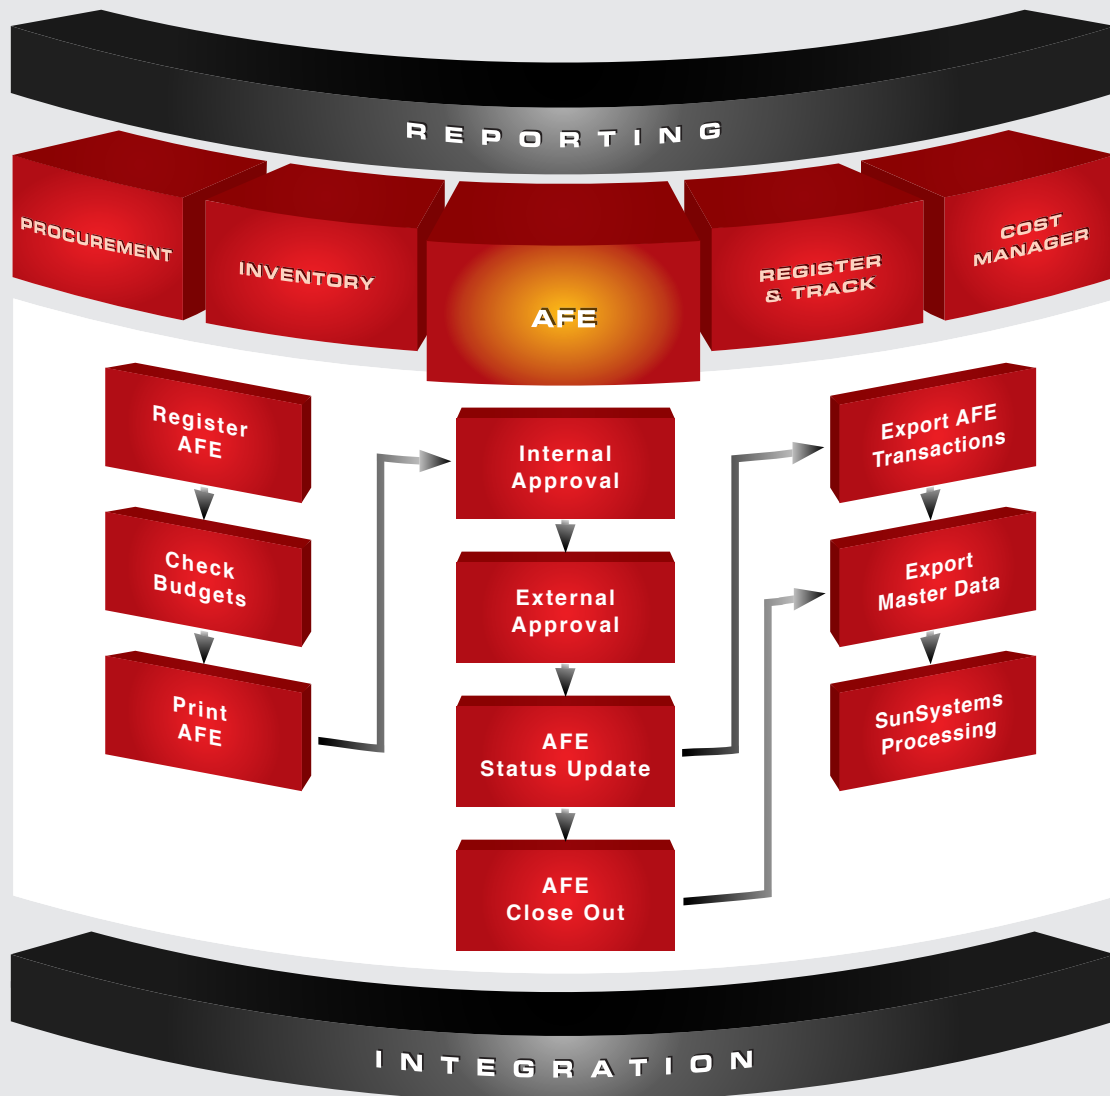 REPORTING
PROCUREMENT
INVENTORY
AFE
REGISTER
& TRACK
COST
MANAGER
Register
AFE
Check
Budgets
Print
AFE
Internal
Approval
External
Approval
AFE
Status Update
AFE
Close Out
Export AFE
Transactions
Export
Master Data
SunSystems
Processing
INTEGRATION